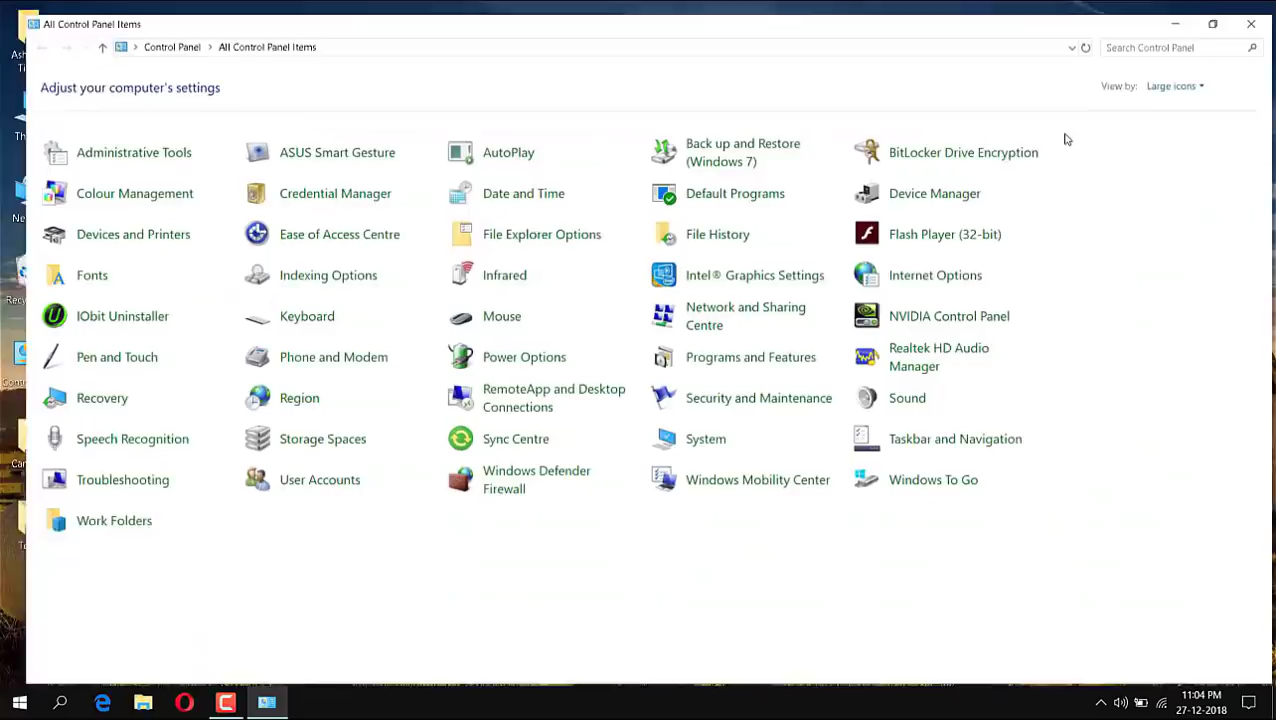 All Control Panel Items
Control Panel > All Control Panel Items
Search Control Panel
Adjust your computer's settings
View by: Large icons
Administrative Tools
ASUS Smart Gesture
AutoPlay
Back up and Restore
(Windows 7)
BitLocker Drive Encryption
Colour Management
Credential Manager
Date and Time
Default Programs
Device Manager
Devices and Printers
Ease of Access Centre
File Explorer Options
File History
Flash Player (32-bit)
Fonts
Indexing Options
Infrared
Intel® Graphics Settings
Internet Options
IObit Uninstaller
Keyboard
Mouse
Network and Sharing
Centre
NVIDIA Control Panel
Pen and Touch
Phone and Modem
Power Options
Programs and Features
Realtek HD Audio
Manager
Recovery
Region
RemoteApp and Desktop
Connections
Security and Maintenance
Sound
Speech Recognition
Storage Spaces
Sync Centre
System
Taskbar and Navigation
Troubleshooting
User Accounts
Windows Defender
Firewall
Windows Mobility Center
Windows To Go
Work Folders
11:04 PM
27-12-2018